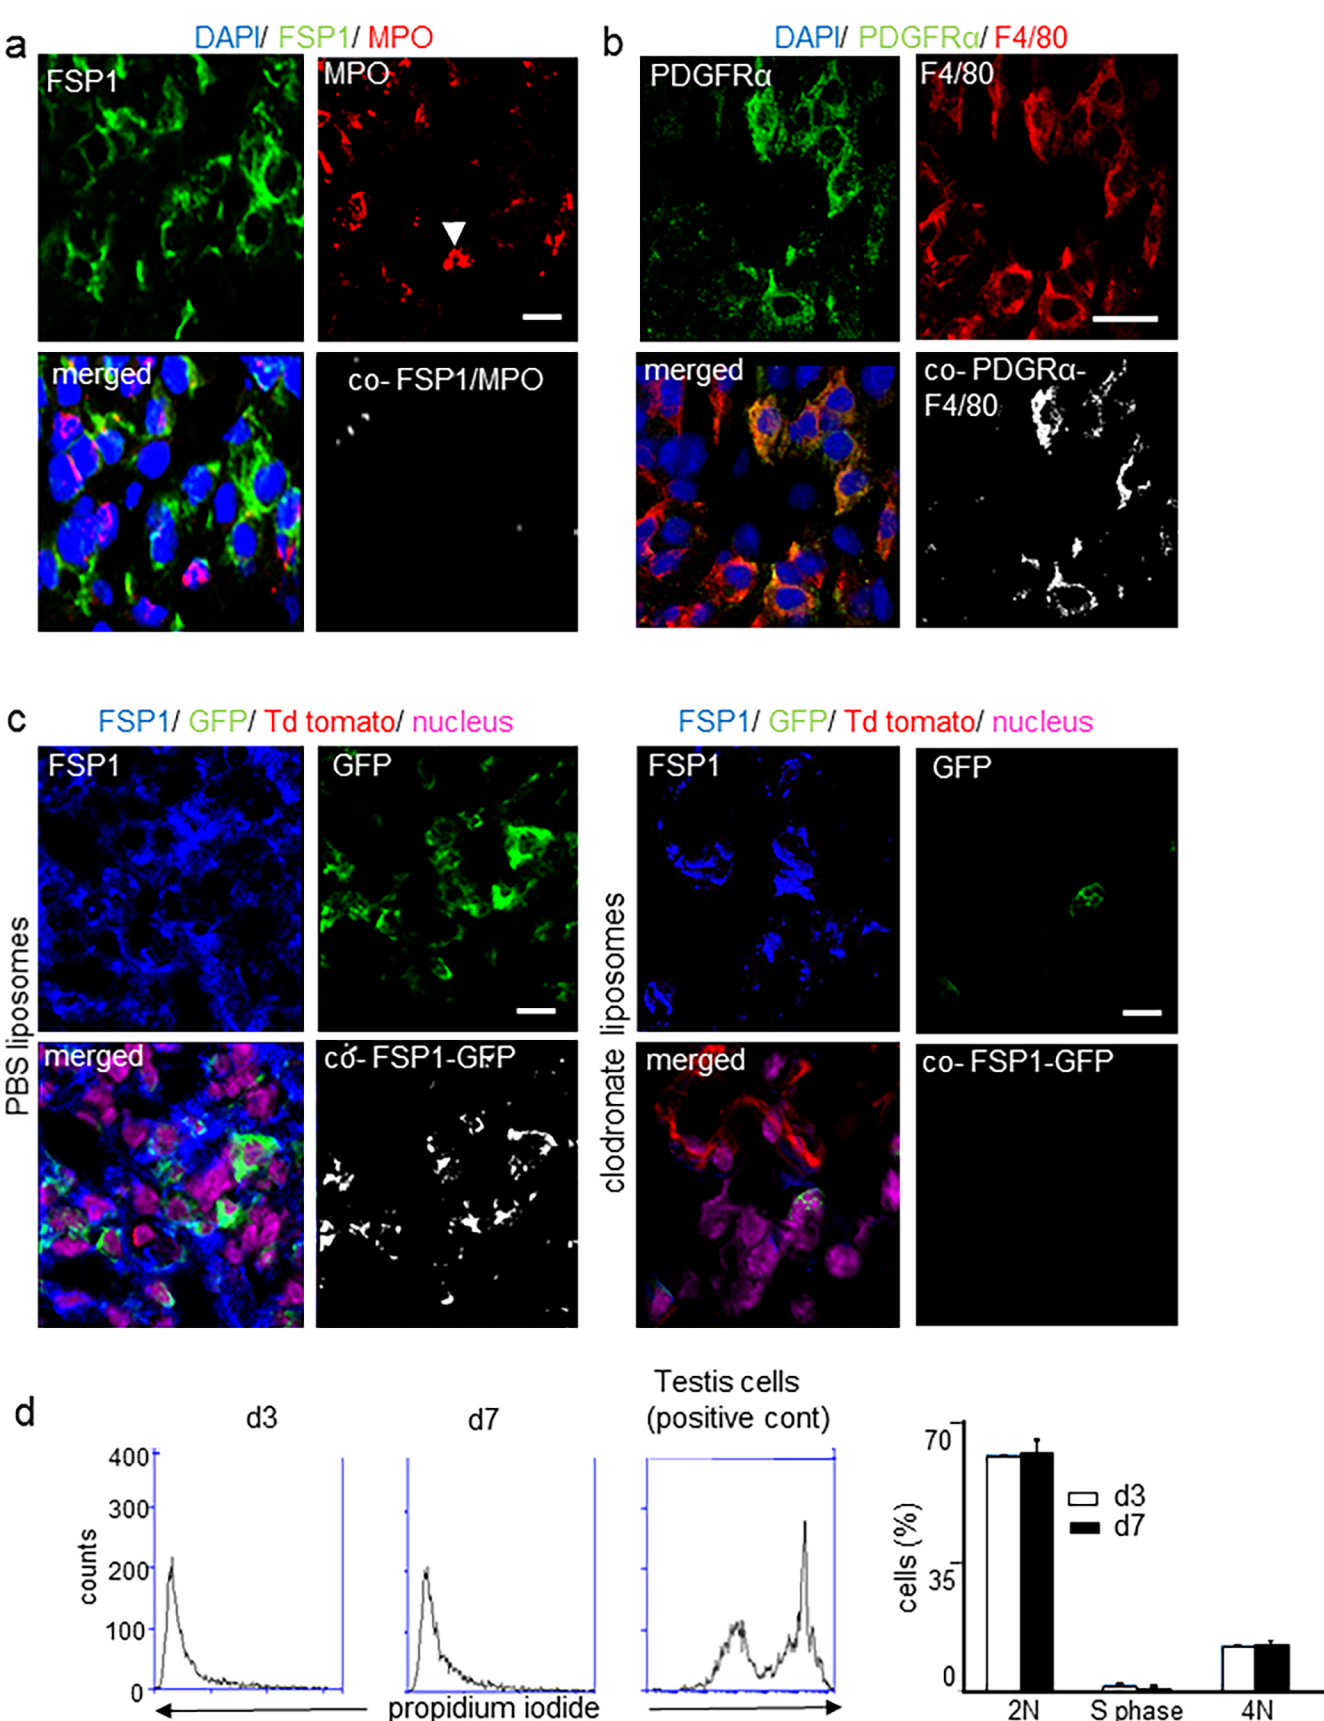 a
DAPI/ FSP1/ MPO
FSP1
MPO
merged
co- FSP1/MPO
b
DAPI/ PDGFRα/ F4/80
PDGFRα
F4/80
merged
co- PDGRα-
F4/80
c
FSP1/ GFP/ Td tomato/ nucleus
PBS liposomes
FSP1
GFP
merged
co- FSP1-GFP
FSP1/ GFP/ Td tomato/ nucleus
clodronate liposomes
FSP1
GFP
merged
co- FSP1-GFP
d
d3
d7
Testis cells
(positive cont)
counts
400
300
200
100
0
propidium iodide
cells (%)
70
35
0
d3
d7
2N
S phase
4N